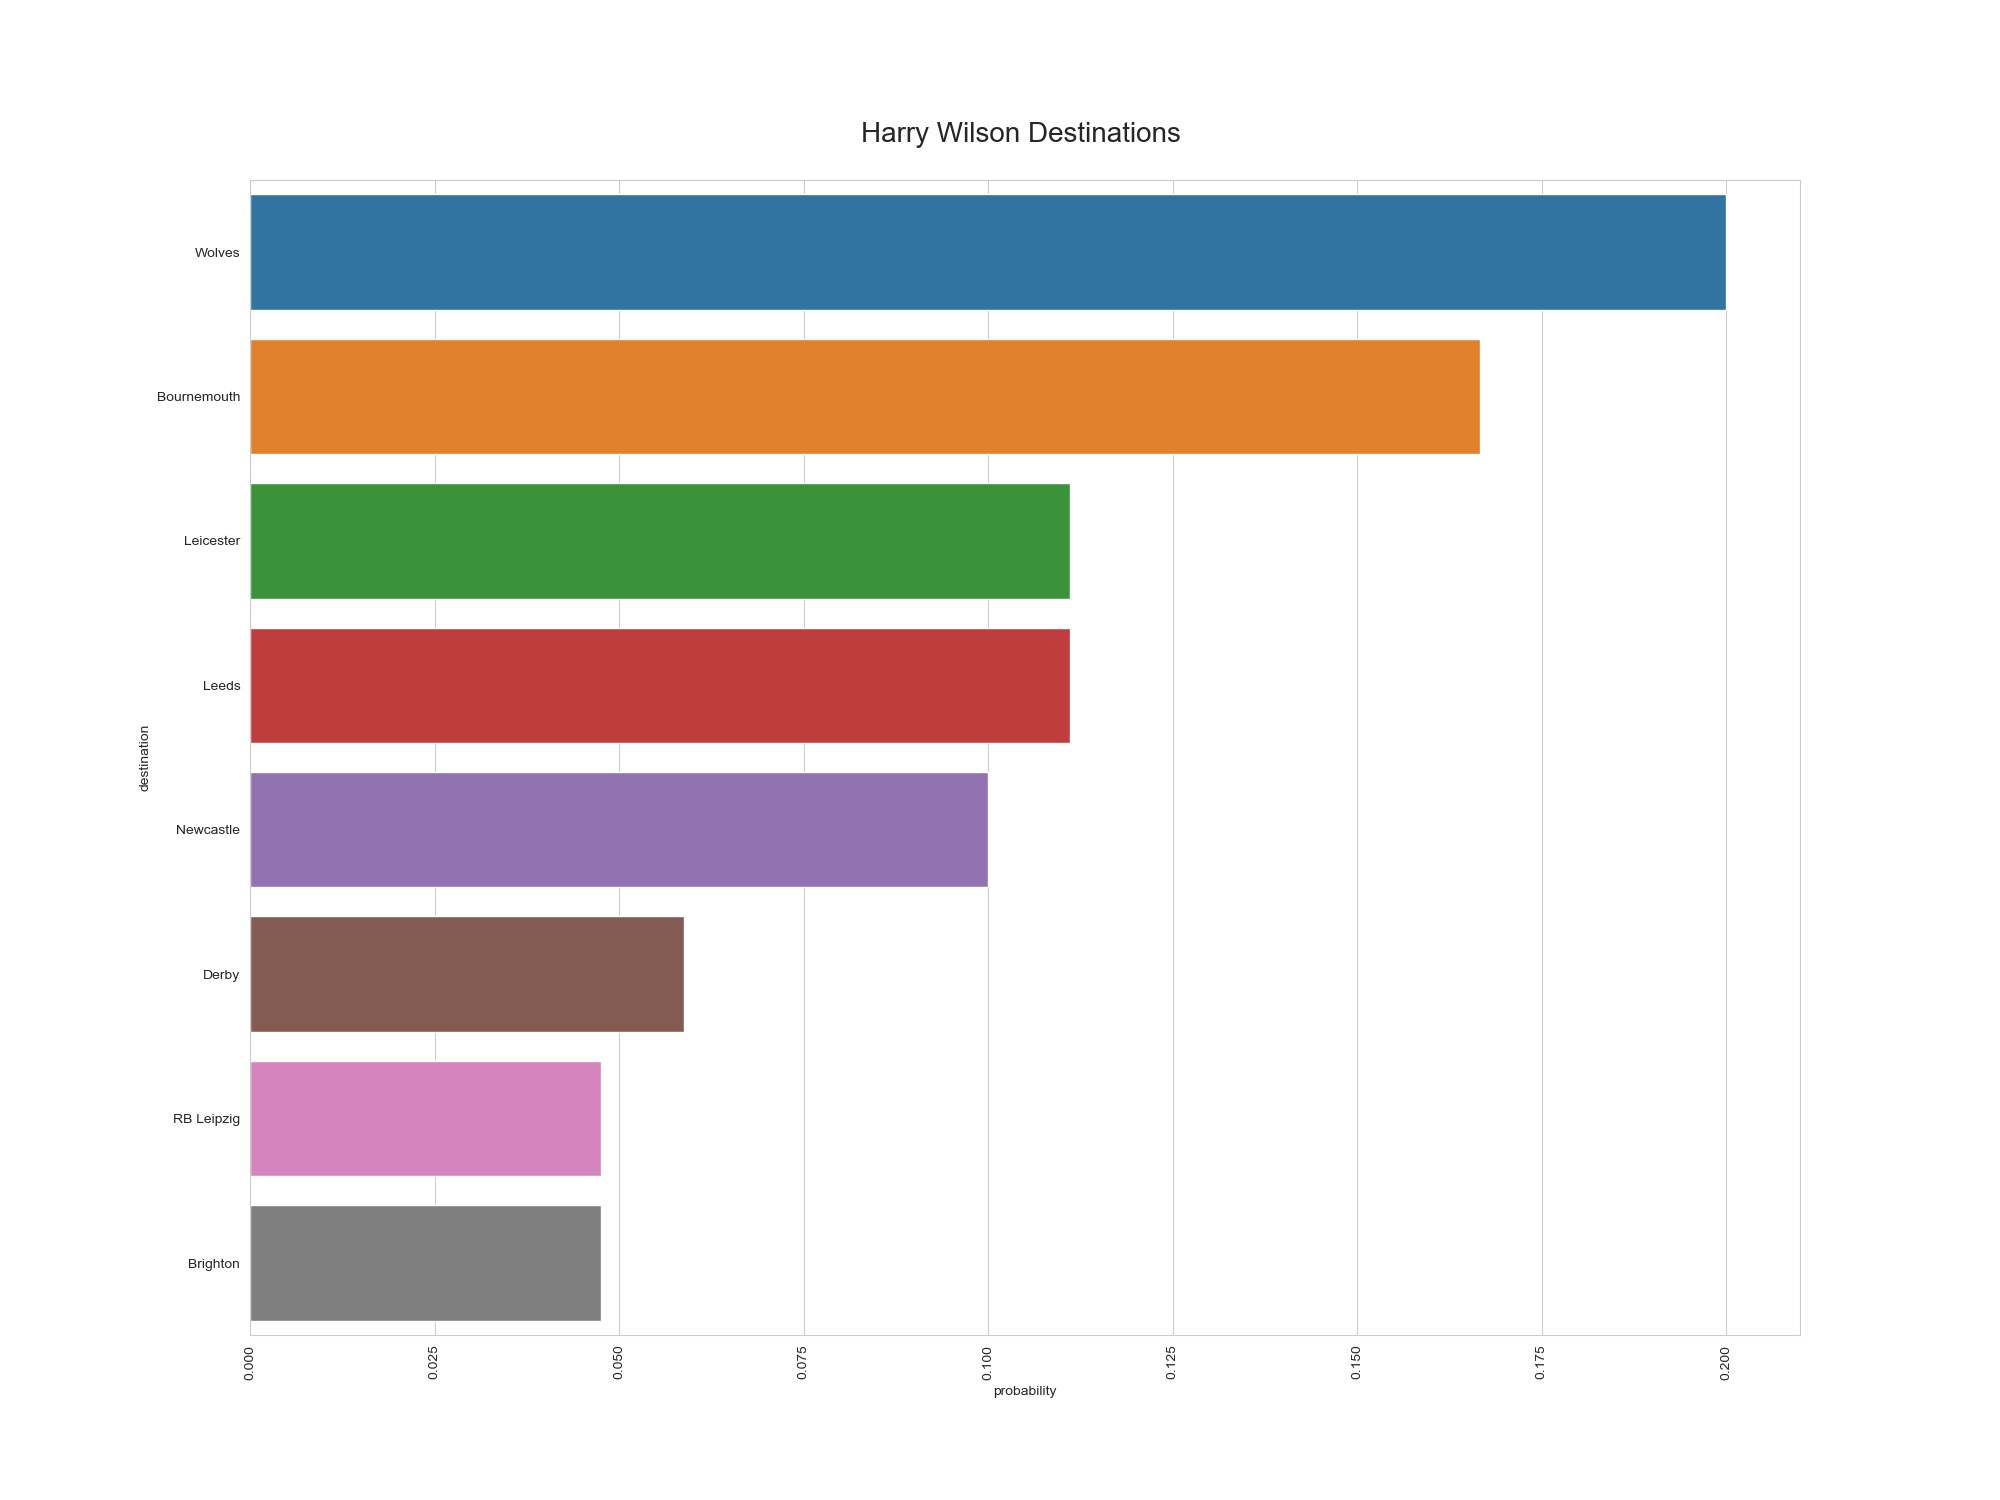 Harry Wilson Destinations
destination
Wolves
Bournemouth
Leicester
Leeds
Newcastle
Derby
RB Leipzig
Brighton
0.000 0.025 0.050 0.075 0.100 0.125 0.150 0.175 0.200
probability